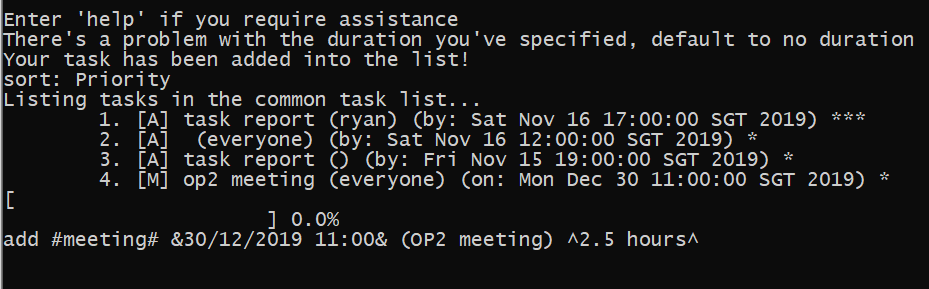 Enter 'help' if you require assistance
There's a problem with the duration you've specified, default to no duration
Your task has been added into the list!
sort: Priority
Listing tasks in the common task list...
1. [A] task report (ryan) (by: Sat Nov 16 17:00:00 SGT 2019) ***
2. [A]  (everyone) (by: Sat Nov 16 12:00:00 SGT 2019) *
3. [A] task report () (by: Fri Nov 15 19:00:00 SGT 2019) *
4. [M] op2 meeting (everyone) (on: Mon Dec 30 11:00:00 SGT 2019) *
[
] 0.0%
add #meeting# &30/12/2019 11:00& (OP2 meeting) ^2.5 hours^